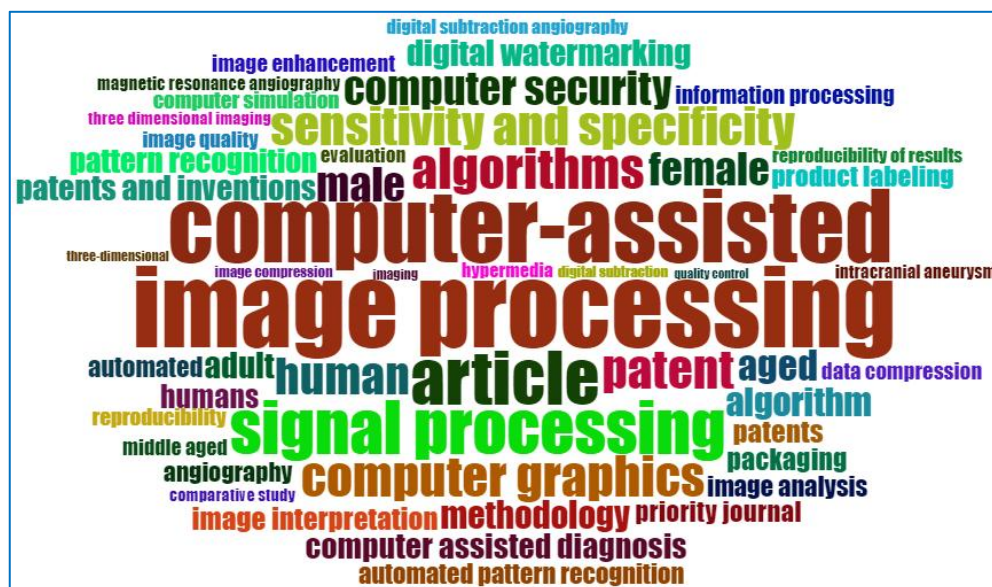 digital subtraction angiography
image enhancement digital watermarking
magnetic resonance angiography computer security information processing
computer simulation
three dimensional imaging sensitivity and specificity
image quality
pattern recognition evaluation algorithms female reproducibility of results
patents and inventions male product labeling
computer-assisted
three-dimensional
image compression imaging hypermedia digital subtraction quality control intracranial aneurysm
image processing
automated adult human article patent aged data compression
humans algorithm
reproducibility signal processing patents
middle aged packaging
angiography computer graphics image analysis
comparative study
image interpretation methodology priority journal
computer assisted diagnosis
automated pattern recognition